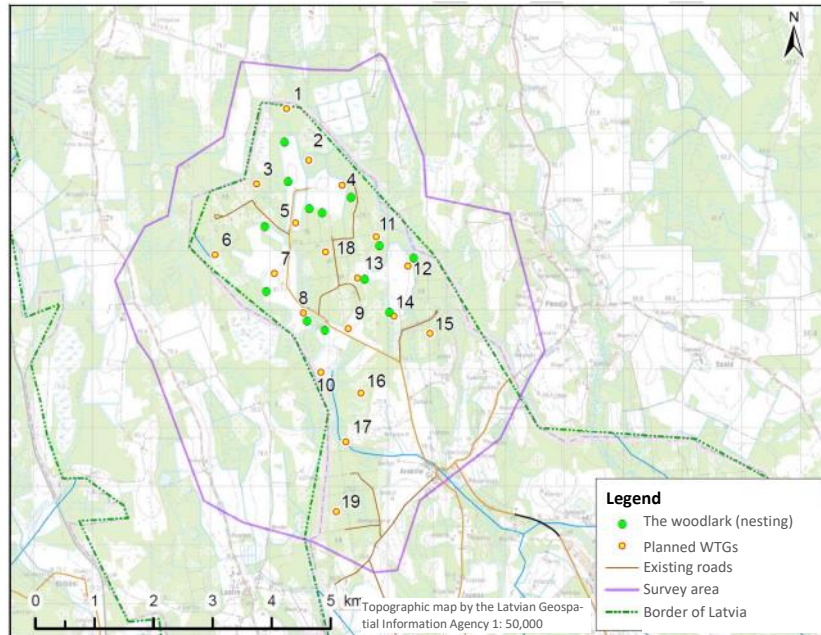 N
1
2
3
4
5
11
6
18
12
7
13
8
14
9
15
10
16
17
19
Legend
The woodlark (nesting)
Planned WTGs
Existing roads
Survey area
Border of Latvia
0 1 2 3 4 5 km
Topographic map by the Latvian Geospa-
tial Information Agency 1: 50,000